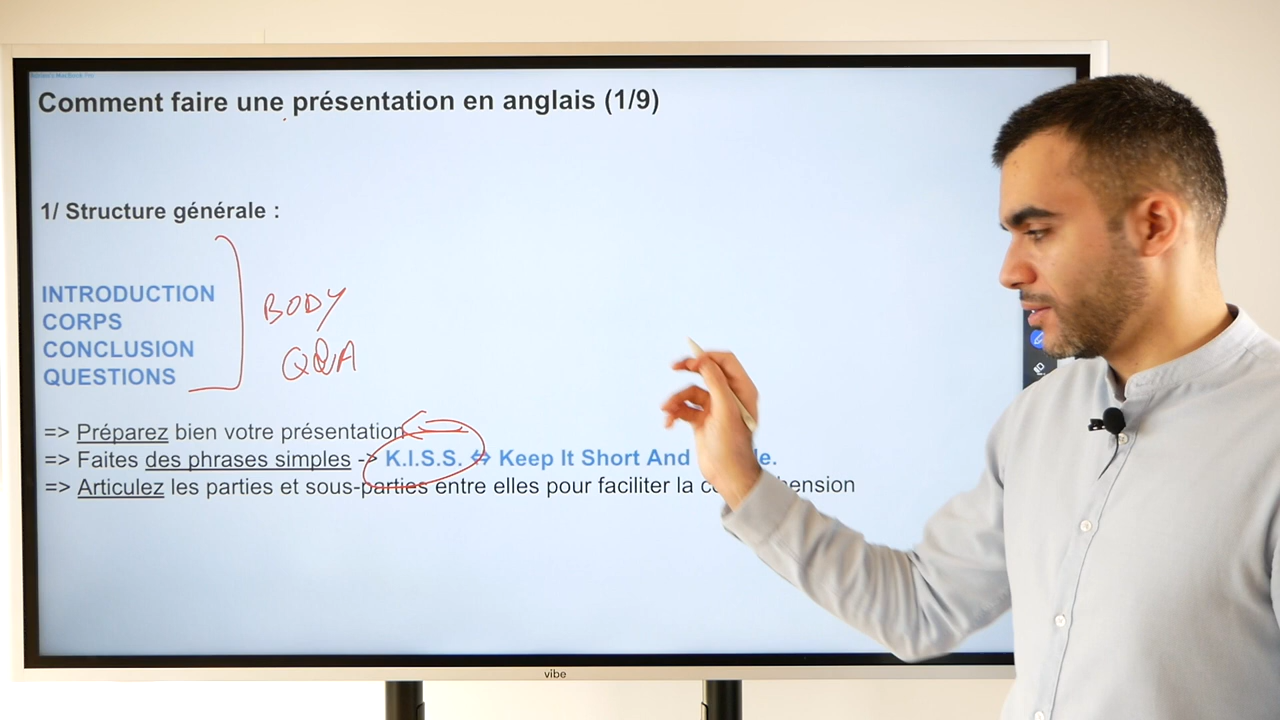 Comment faire une présentation en anglais (1/9)
1/ Structure générale :
INTRODUCTION
CORPS
CONCLUSION
QUESTIONS
BODY
Q&A
=> Préparez bien votre présentation
=> Faites des phrases simples -> K.I.S.S. ⇔ Keep It Short And
=> Articulez les parties et sous-parties entre elles pour faciliter la
vibe